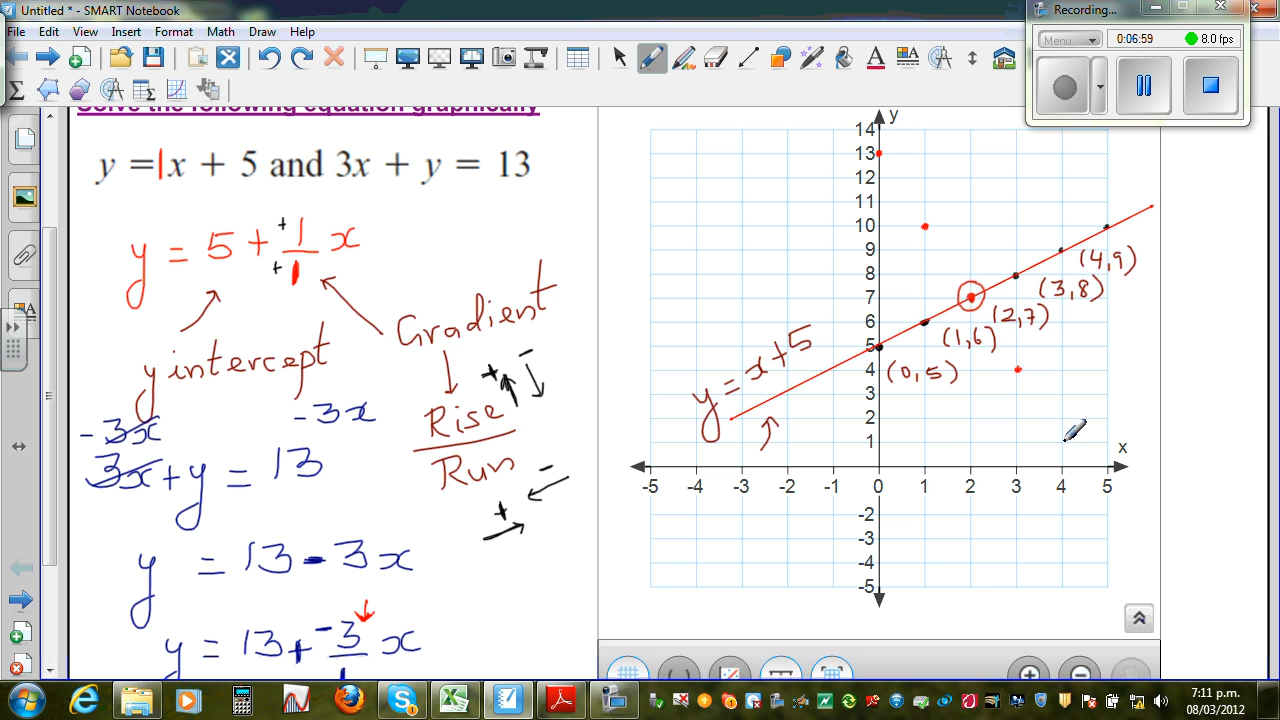 Untitled * - SMART Notebook
File Edit View Insert Format Math Draw Help
Recording...
Menu
0:06:59
8.0 fps
Solve the following equation graphically
y =1x + 5 and 3x + y = 13
y = 5 + +1/+1 x
y intercept
Gradient
Rise + -
Run - +
-3x -3x
3x + y = 13
y = 13 - 3x
y = 13 + -3/1 x
y
14
13
12
11
10
9
8
7
6
5
4
3
2
1
x
-5 -4 -3 -2 -1 0 1 2 3 4 5
-2
-3
-4
-5
y = x + 5
(4,9)
(3,8)
(2,7)
(1,6)
(0,5)
7:11 p.m.
08/03/2012